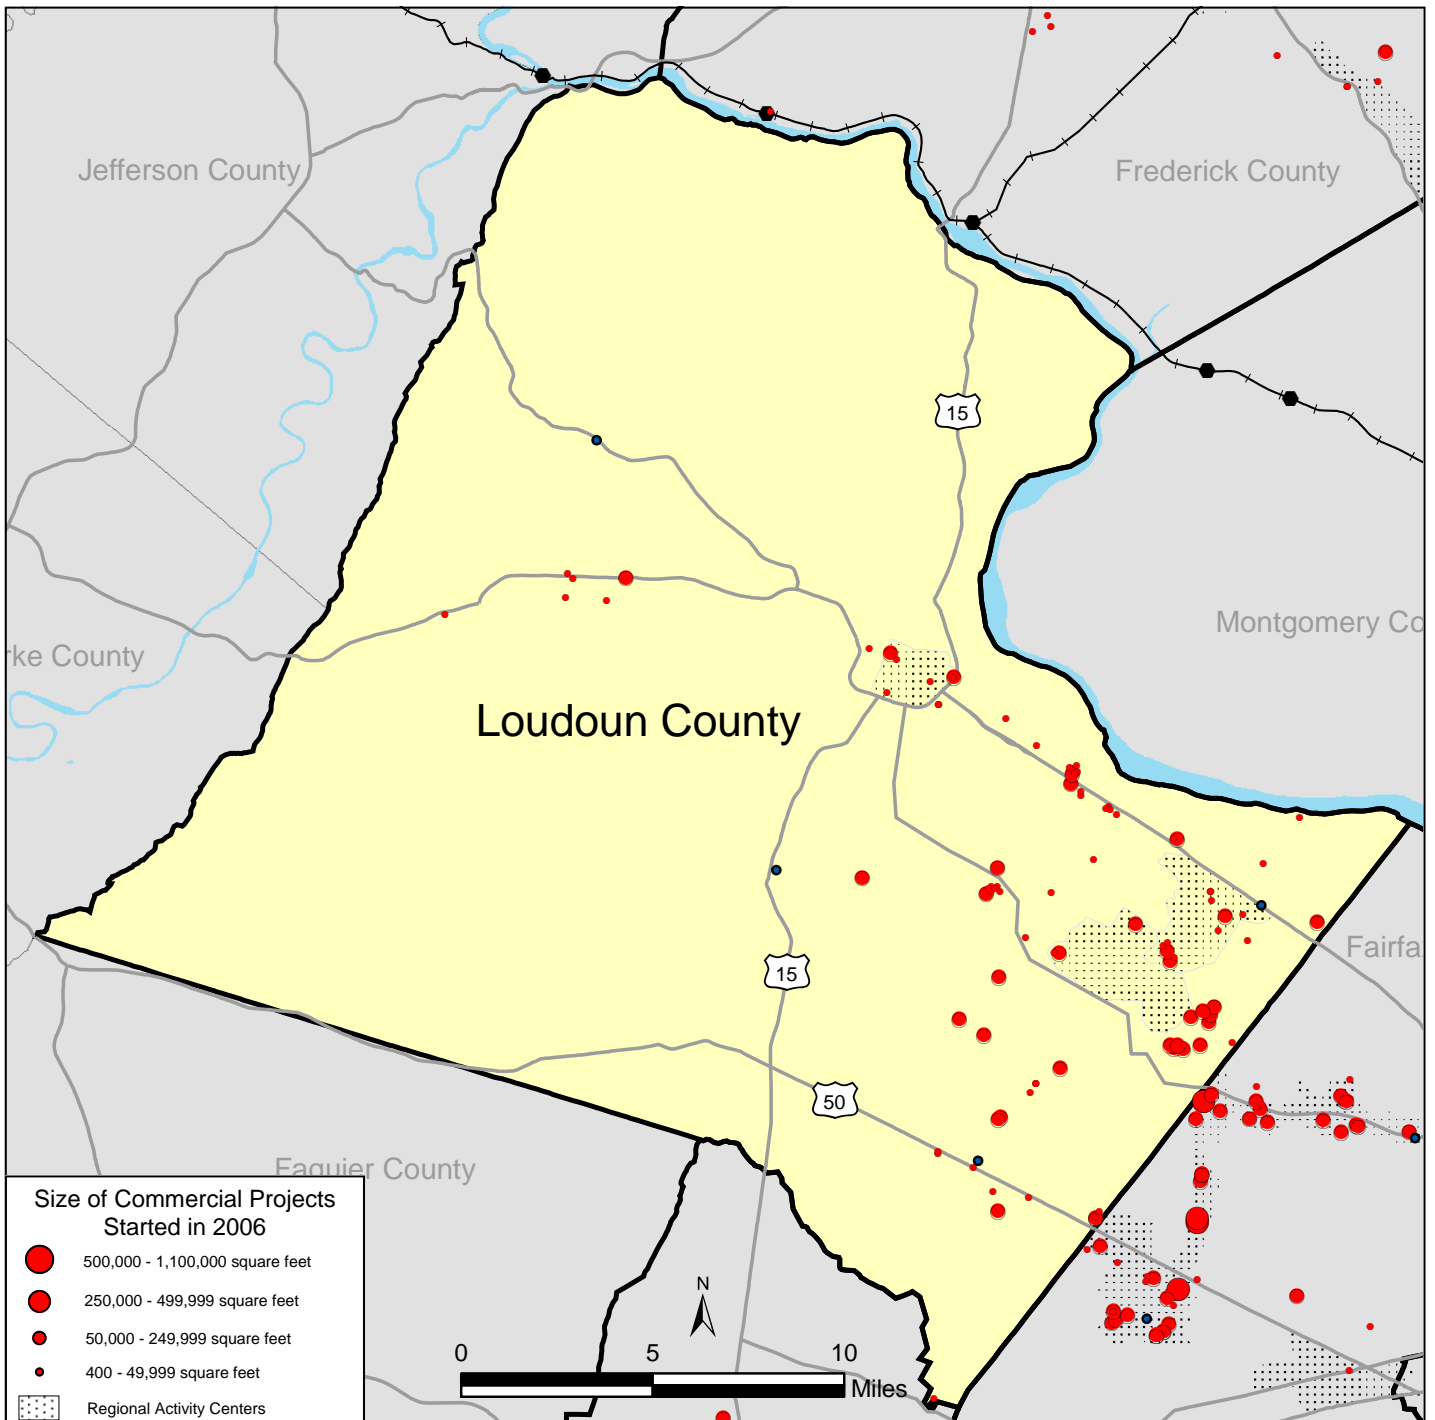 Jefferson County
Frederick County
15
Montgomery Co
rke County
Loudoun County
Fairfa
15
50
Fauquier County
Size of Commercial Projects
Started in 2006
500,000 - 1,100,000 square feet
250,000 - 499,999 square feet
50,000 - 249,999 square feet
400 - 49,999 square feet
Regional Activity Centers
N
0 5 10
Miles